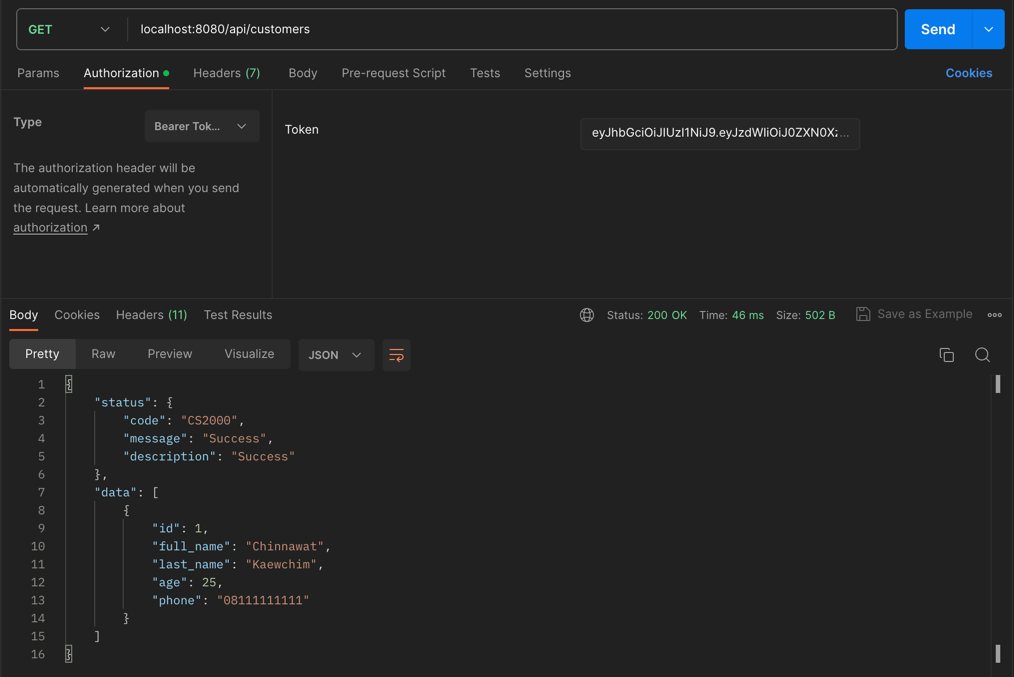 GET localhost:8080/api/customers Send
Params Authorization Headers (7) Body Pre-request Script Tests Settings Cookies
Type Bearer Tok...
The authorization header will be
automatically generated when you send
the request. Learn more about
authorization ↗
Token eyJhbGciOiJIUzI1NiJ9.eyJzdWIiOiJ0ZXN0X:...
Body Cookies Headers (11) Test Results Status: 200 OK Time: 46 ms Size: 502 B Save as Example
Pretty Raw Preview Visualize JSON
1 {
2 "status": {
3 "code": "CS2000",
4 "message": "Success",
5 "description": "Success"
6 },
7 "data": [
8 {
9 "id": 1,
10 "full_name": "Chinnawat",
11 "last_name": "Kaewchim",
12 "age": 25,
13 "phone": "08111111111"
14 }
15 ]
16 }